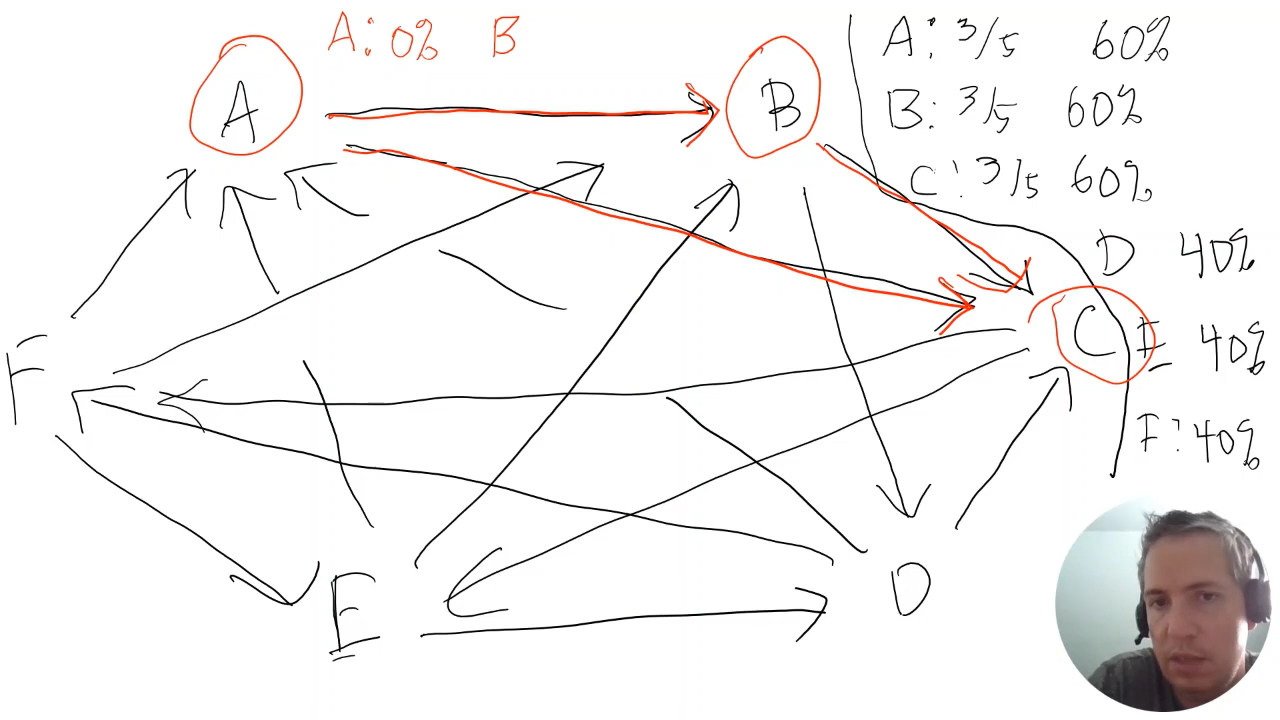 A: 0% B
A: 3/5 60%
B: 3/5 60%
C: 3/5 60%
D 40%
E 40%
F: 40%
A
B
C
F
E
D